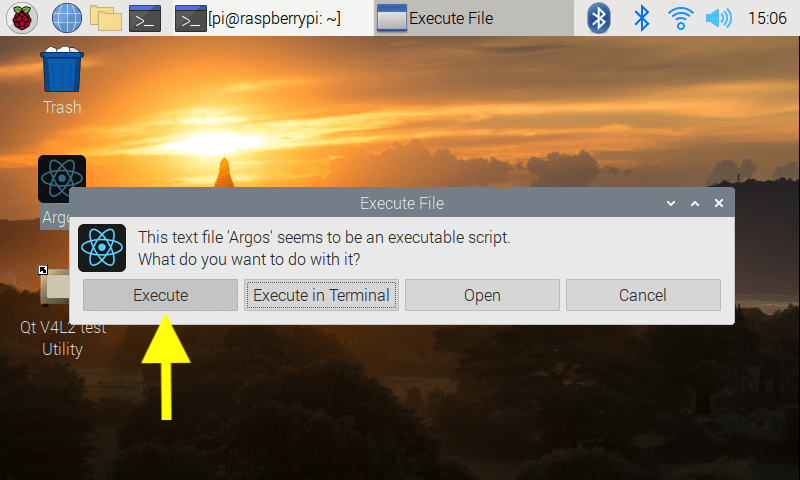 [pi@raspberrypi: ~]
Execute File
15:06
Trash
Argo
Execute File
This text file 'Argos' seems to be an executable script.
What do you want to do with it?
Execute
Execute in Terminal
Open
Cancel
Qt V4L2 test
Utility